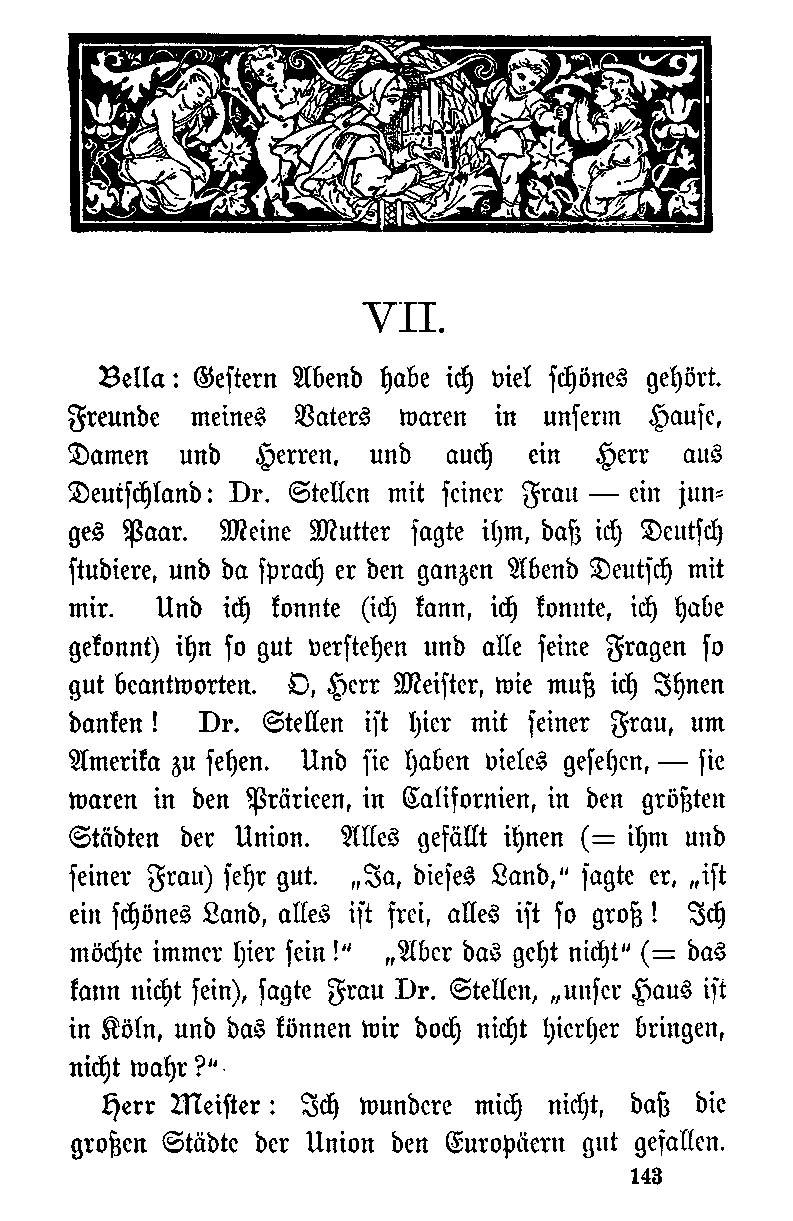 VII.
Bella: Gestern Abend habe ich viel schönes gehört.
Freunde meines Vaters waren in unserm Hause,
Damen und Herren, und auch ein Herr aus
Deutschland: Dr. Stellen mit seiner Frau — ein jun-
ges Paar. Meine Mutter sagte ihm, daß ich Deutsch
studiere, und da sprach er den ganzen Abend Deutsch mit
mir. Und ich konnte (ich kann, ich konnte, ich habe
gekonnt) ihn so gut verstehen und alle seine Fragen so
gut beantworten. O, Herr Meister, wie muß ich Ihnen
danken! Dr. Stellen ist hier mit seiner Frau, um
Amerika zu sehen. Und sie haben vieles gesehen, — sie
waren in den Präricen, in Californien, in den größten
Städten der Union. Alles gefällt ihnen (= ihm und
seiner Frau) sehr gut. „Ja, dieses Land,“ sagte er, „ist
ein schönes Land, alles ist frei, alles ist so groß! Ich
möchte immer hier sein!“ „Aber das geht nicht“ (= das
kann nicht sein), sagte Frau Dr. Stellen, „unser Haus ist
in Köln, und das können wir doch nicht hierher bringen,
nicht wahr?“
Herr Meister: Ich wundere mich nicht, daß die
großen Städte der Union den Europäern gut gefallen.
143